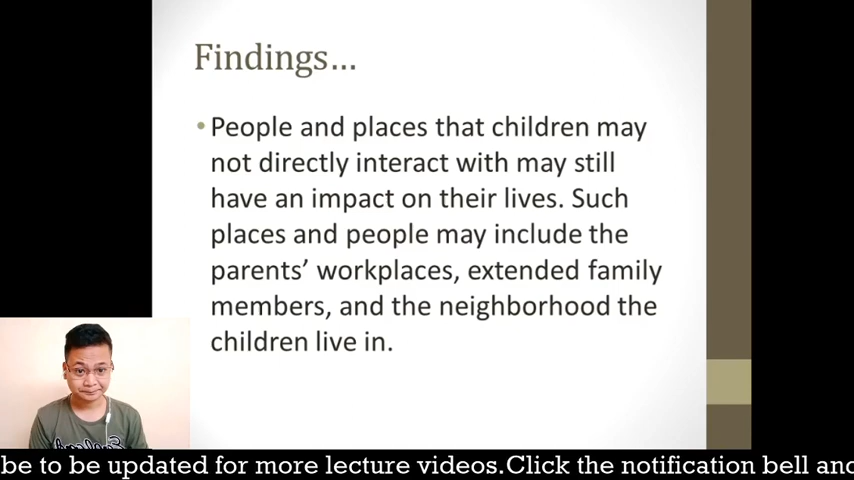 Findings...
• People and places that children may
not directly interact with may still
have an impact on their lives. Such
places and people may include the
parents’ workplaces, extended family
members, and the neighborhood the
children live in.
be to be updated for more lecture videos.Click the notification bell and